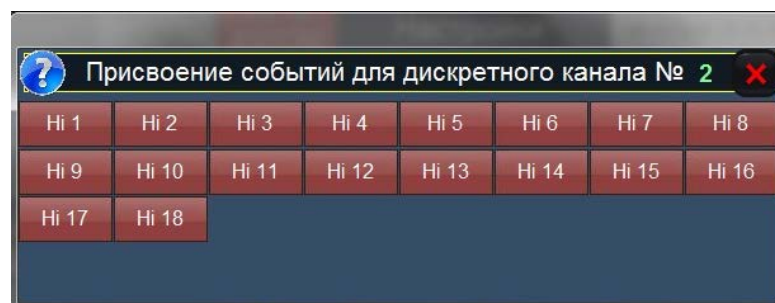 Присвоение событий для дискретного канала № 2
Hi 1 Hi 2 Hi 3 Hi 4 Hi 5 Hi 6 Hi 7 Hi 8
Hi 9 Hi 10 Hi 11 Hi 12 Hi 13 Hi 14 Hi 15 Hi 16
Hi 17 Hi 18